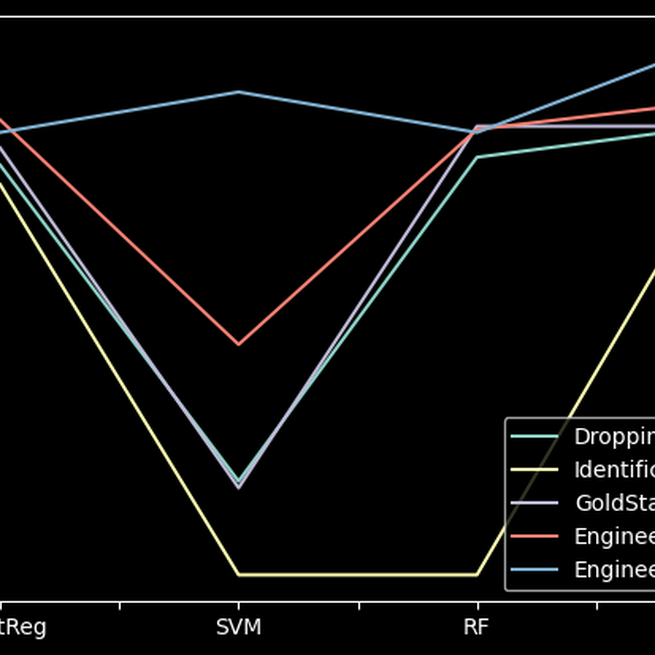 Droppin
Identific
GoldSta
Enginee
Enginee
tReg SVM RF